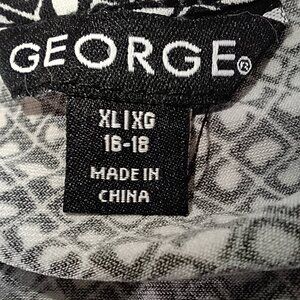 GEORGE®
XL|XG
16-18
MADE IN
CHINA